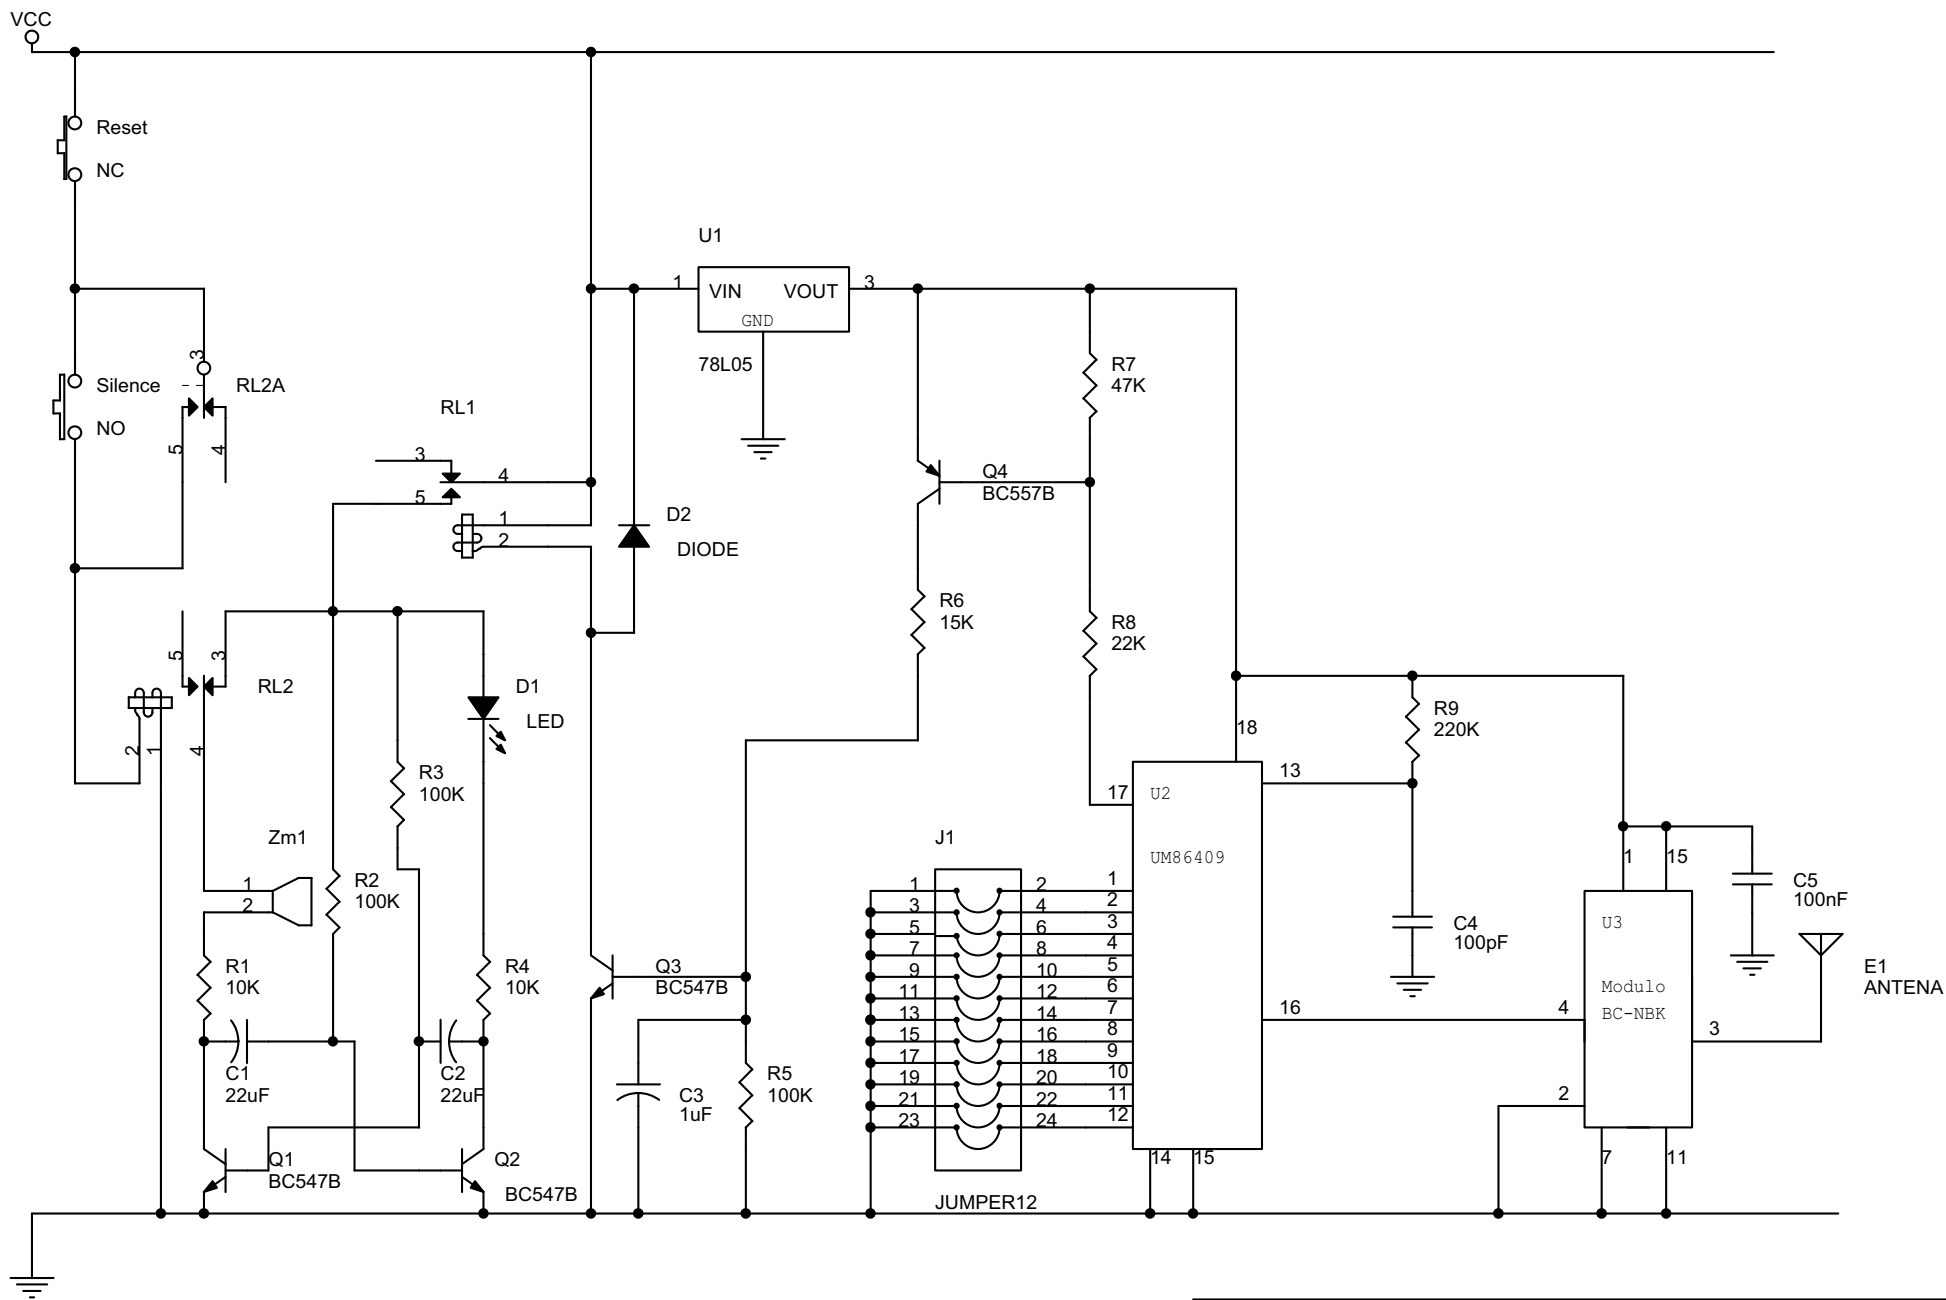 VCC
Reset
NC
U1
1
VIN
VOUT
3
GND
78L05
3
Silence
RL2A
NO
5
4
RL1
3
4
5
1
2
D2
DIODE
R7
47K
Q4
BC557B
R6
15K
R8
22K
5
3
RL2
2
1
4
D1
LED
R3
100K
R9
220K
18
13
17
U2
UM86409
Zm1
1
2
R2
100K
J1
1
2
1
3
4
2
5
6
3
7
8
4
9
10
5
11
12
6
13
14
7
15
16
8
17
18
9
19
20
10
21
22
11
23
24
12
JUMPER12
14
15
1
15
C5
100nF
U3
C4
100pF
Modulo
BC-NBK
E1
ANTENA
16
4
3
2
7
11
R1
10K
R4
10K
Q3
BC547B
C1
22uF
C2
22uF
C3
1uF
R5
100K
Q1
BC547B
Q2
BC547B